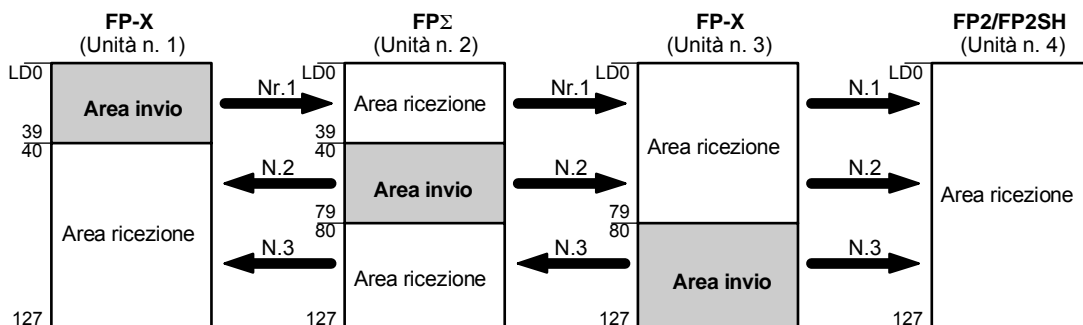 FP-X FPΣ FP-X FP2/FP2SH
(Unità n. 1) (Unità n. 2) (Unità n. 3) (Unità n. 4)
LD0 LD0 LD0 LD0
Area invio Nr.1 Area ricezione Nr.1 N.1
39 39
40 40
N.2 N.2 Area ricezione N.2
Area invio Area ricezione
79 79
80 80
Area ricezione N.3 N.3 N.3
Area ricezione Area invio
127 127 127 127